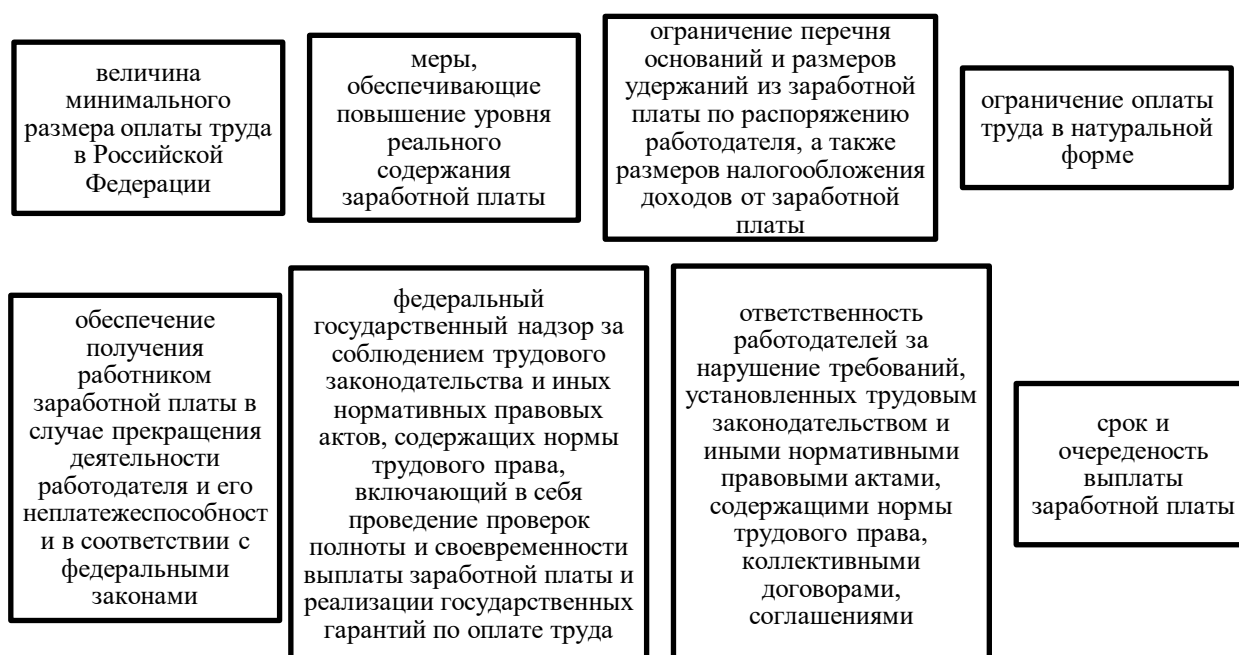 величина
минимального
размера оплаты труда
в Российской
Федерации
меры,
обеспечивающие
повышение уровня
реального
содержания
заработной платы
ограничение перечня
оснований и размеров
удержаний из заработной
платы по распоряжению
работодателя, а также
размеров налогообложения
доходов от заработной
платы
ограничение оплаты
труда в натуральной
форме
обеспечение
получения
работником
заработной платы в
случае прекращения
деятельности
работодателя и его
неплатежеспособност
и в соответствии с
федеральными
законами
федеральный
государственный надзор за
соблюдением трудового
законодательства и иных
нормативных правовых
актов, содержащих нормы
трудового права,
включающий в себя
проведение проверок
полноты и своевременности
выплаты заработной платы и
реализации государственных
гарантий по оплате труда
ответственность
работодателей за
нарушение требований,
установленных трудовым
законодательством и
иными нормативными
правовыми актами,
содержащими нормы
трудового права,
коллективными
договорами,
соглашениями
срок и
очереденость
выплаты
заработной платы